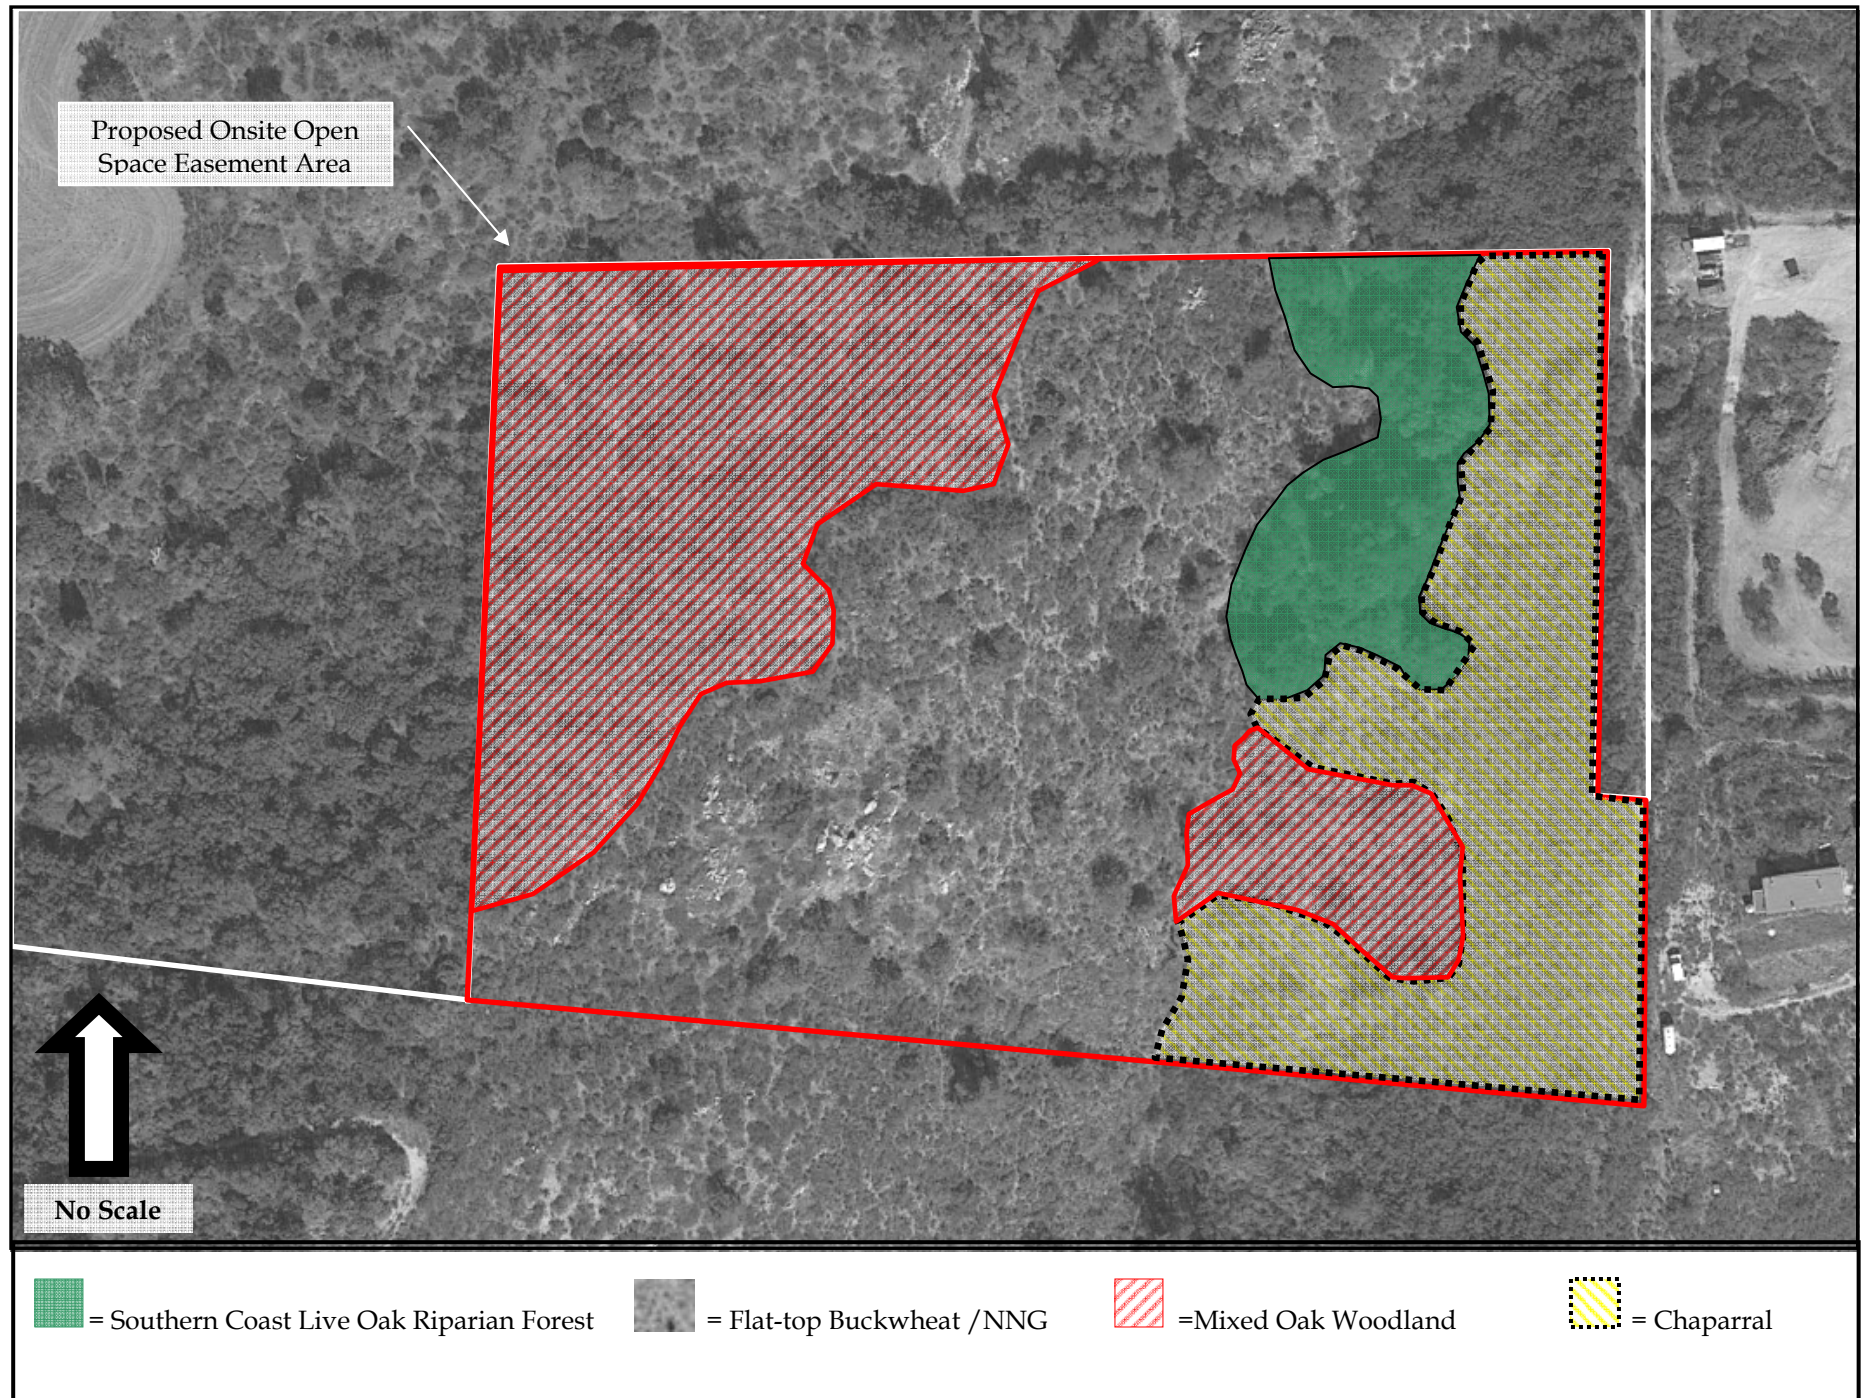 Proposed Onsite Open
Space Easement Area
No Scale
= Southern Coast Live Oak Riparian Forest
= Flat-top Buckwheat /NNG
=Mixed Oak Woodland
= Chaparral